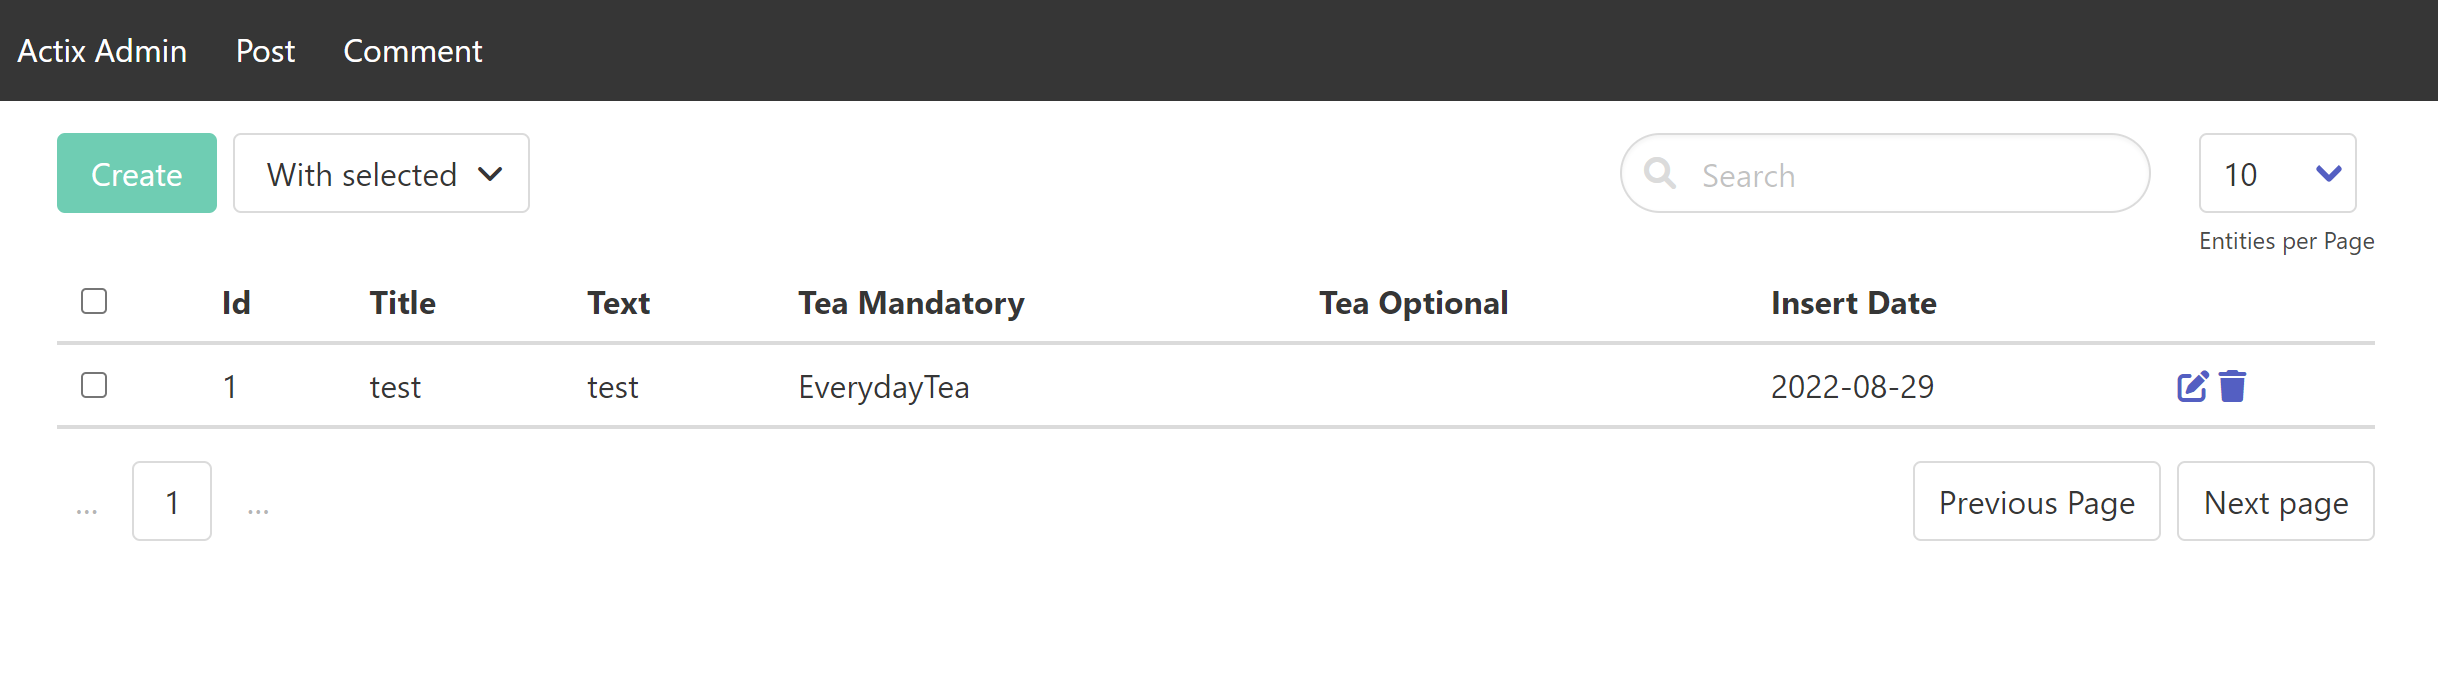 Actix Admin Post Comment
Create With selected Search 10
Entities per Page
Id Title Text Tea Mandatory Tea Optional Insert Date
1 test test EverydayTea 2022-08-29
... 1 ... Previous Page Next page